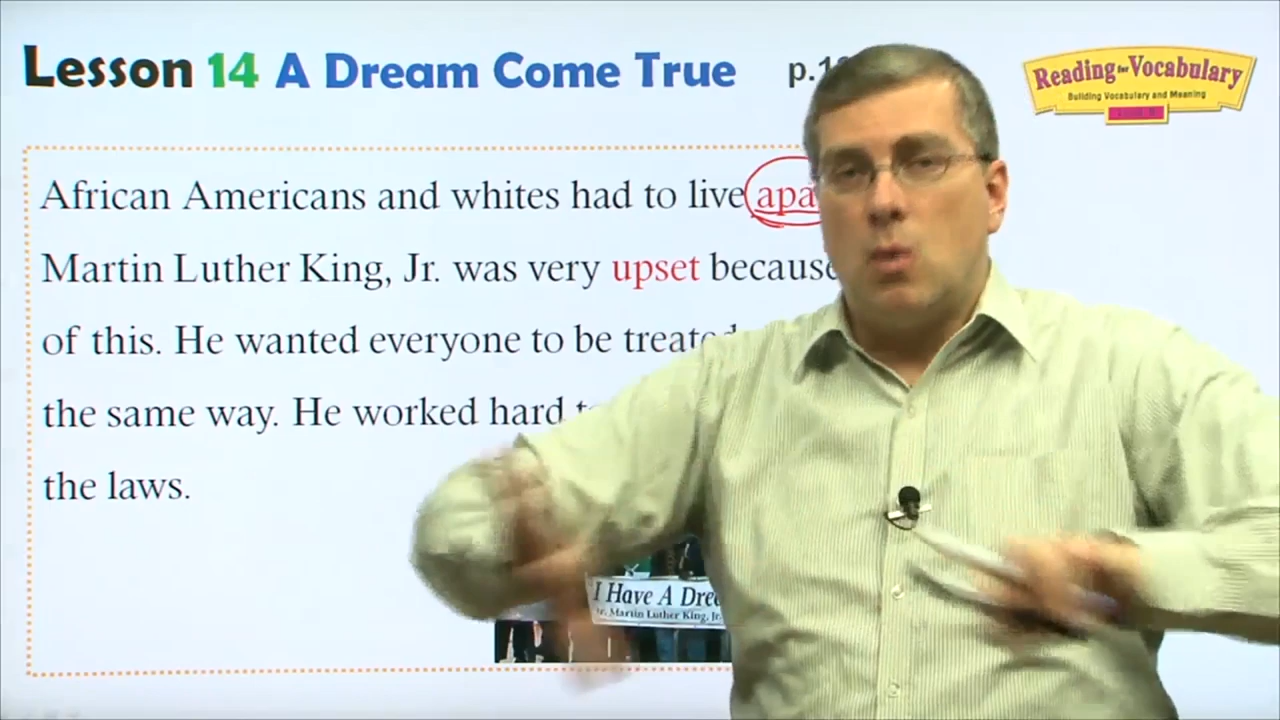 Lesson 14 A Dream Come True
Reading for Vocabulary
Building Vocabulary and Meaning
African Americans and whites had to live
Martin Luther King, Jr. was very upset because
of this. He wanted everyone to be treated
the same way. He worked hard
the laws.
I Have A
Martin Luther King, Jr.